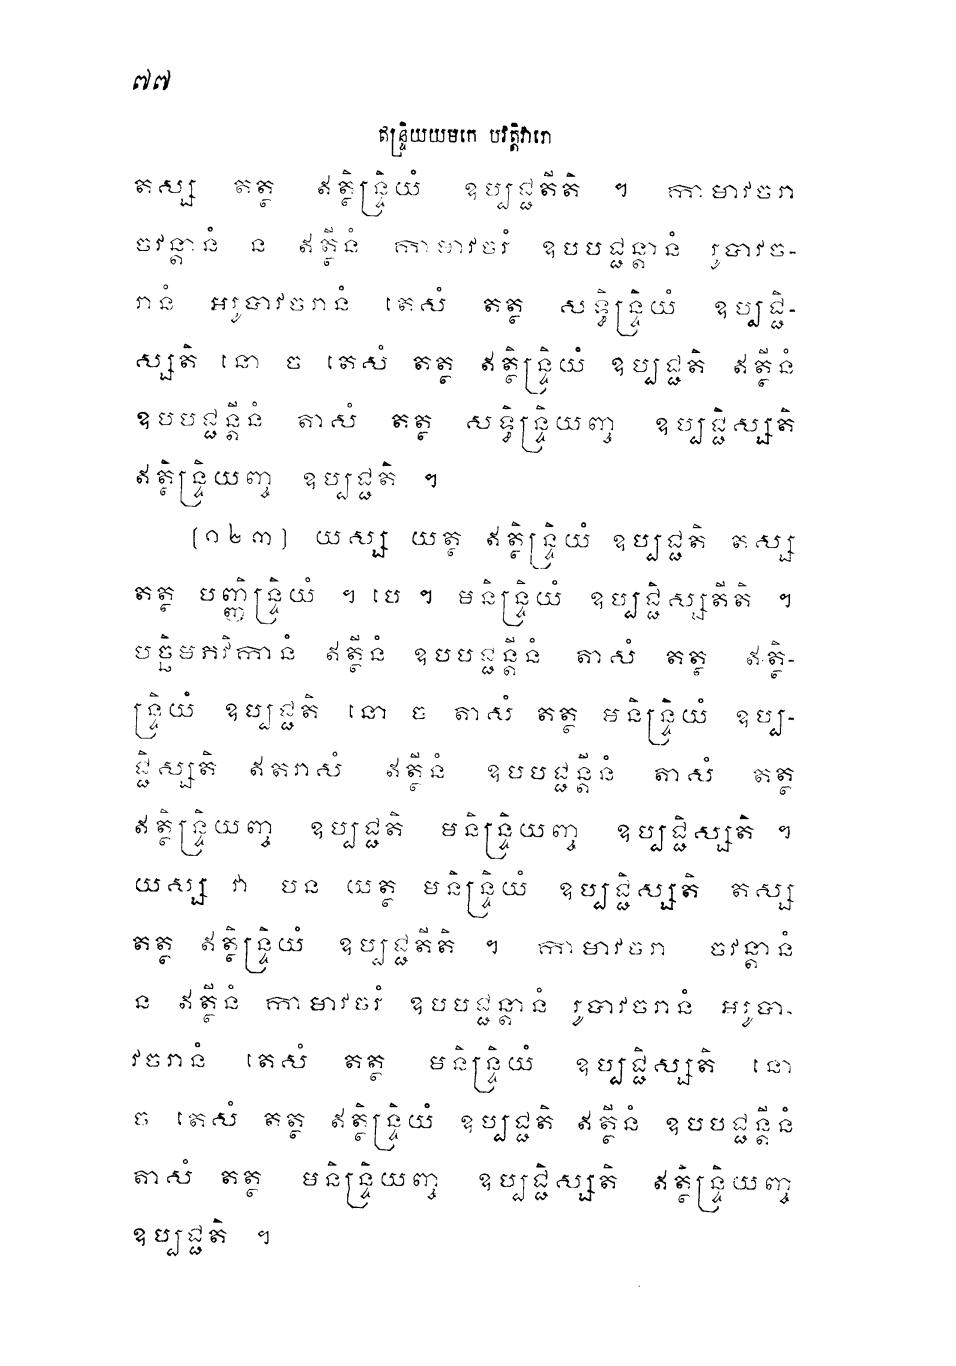 ៧៧
ឥន្ទ្រិយយមកេ បវត្តិវារោ
តស្ស តត្ថ ឥត្ថិន្ទ្រិយំ ឧប្បជ្ជតីតិ ។ កាមាវចរា
ចវន្តានំ ន ឥត្ថីនំ កាមាវចរំ ឧបបជ្ជន្តានំ រូបាវច-
រានំ អរូបាវចរានំ តេសំ តត្ថ សទ្ធិន្ទ្រិយំ ឧប្បជ្ជិ-
ស្សតិ នោ ច តេសំ តត្ថ ឥត្ថិន្ទ្រិយំ ឧប្បជ្ជតិ ឥត្ថីនំ
ឧបបជ្ជន្តីនំ តាសំ តត្ថ សទ្ធិន្ទ្រិយញ្ច ឧប្បជ្ជិស្សតិ
ឥត្ថិន្ទ្រិយញ្ច ឧប្បជ្ជតិ ។
(១២៣) យស្ស យត្ថ ឥត្ថិន្ទ្រិយំ ឧប្បជ្ជតិ តស្ស
តត្ថ បញ្ញិន្ទ្រិយំ ។ បេ ។ មនិន្ទ្រិយំ ឧប្បជ្ជិស្សតីតិ ។
បច្ឆិមភវិកានំ ឥត្ថីនំ ឧបបជ្ជន្តីនំ តាសំ តត្ថ ឥត្ថិ-
ន្ទ្រិយំ ឧប្បជ្ជតិ នោ ច តាសំ តត្ថ មនិន្ទ្រិយំ ឧប្ប-
ជ្ជិស្សតិ ឥតរាសំ ឥត្ថីនំ ឧបបជ្ជន្តីនំ តាសំ តត្ថ
ឥត្ថិន្ទ្រិយញ្ច ឧប្បជ្ជតិ មនិន្ទ្រិយញ្ច ឧប្បជ្ជិស្សតិ ។
យស្ស វា បន យត្ថ មនិន្ទ្រិយំ ឧប្បជ្ជិស្សតិ តស្ស
តត្ថ ឥត្ថិន្ទ្រិយំ ឧប្បជ្ជតីតិ ។ កាមាវចរា ចវន្តានំ
ន ឥត្ថីនំ កាមាវចរំ ឧបបជ្ជន្តានំ រូបាវចរានំ អរូបា-
វចរានំ តេសំ តត្ថ មនិន្ទ្រិយំ ឧប្បជ្ជិស្សតិ នោ
ច តេសំ តត្ថ ឥត្ថិន្ទ្រិយំ ឧប្បជ្ជតិ ឥត្ថីនំ ឧបបជ្ជន្តីនំ
តាសំ តត្ថ មនិន្ទ្រិយញ្ច ឧប្បជ្ជិស្សតិ ឥត្ថិន្ទ្រិយញ្ច
ឧប្បជ្ជតិ ។